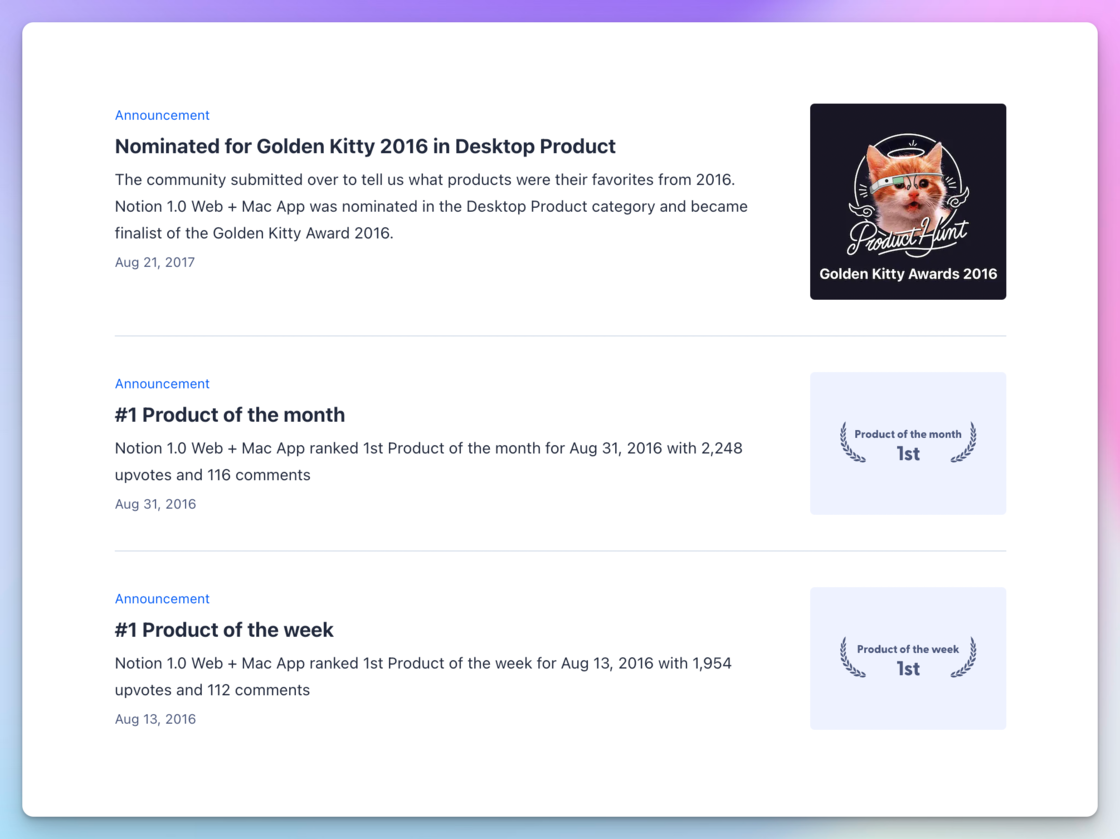 Announcement
Nominated for Golden Kitty 2016 in Desktop Product
The community submitted over to tell us what products were their favorites from 2016.
Notion 1.0 Web + Mac App was nominated in the Desktop Product category and became
finalist of the Golden Kitty Award 2016.
Aug 21, 2017
Product Hunt
Golden Kitty Awards 2016
Announcement
#1 Product of the month
Notion 1.0 Web + Mac App ranked 1st Product of the month for Aug 31, 2016 with 2,248
upvotes and 116 comments
Aug 31, 2016
Product of the month
1st
Announcement
#1 Product of the week
Notion 1.0 Web + Mac App ranked 1st Product of the week for Aug 13, 2016 with 1,954
upvotes and 112 comments
Aug 13, 2016
Product of the week
1st